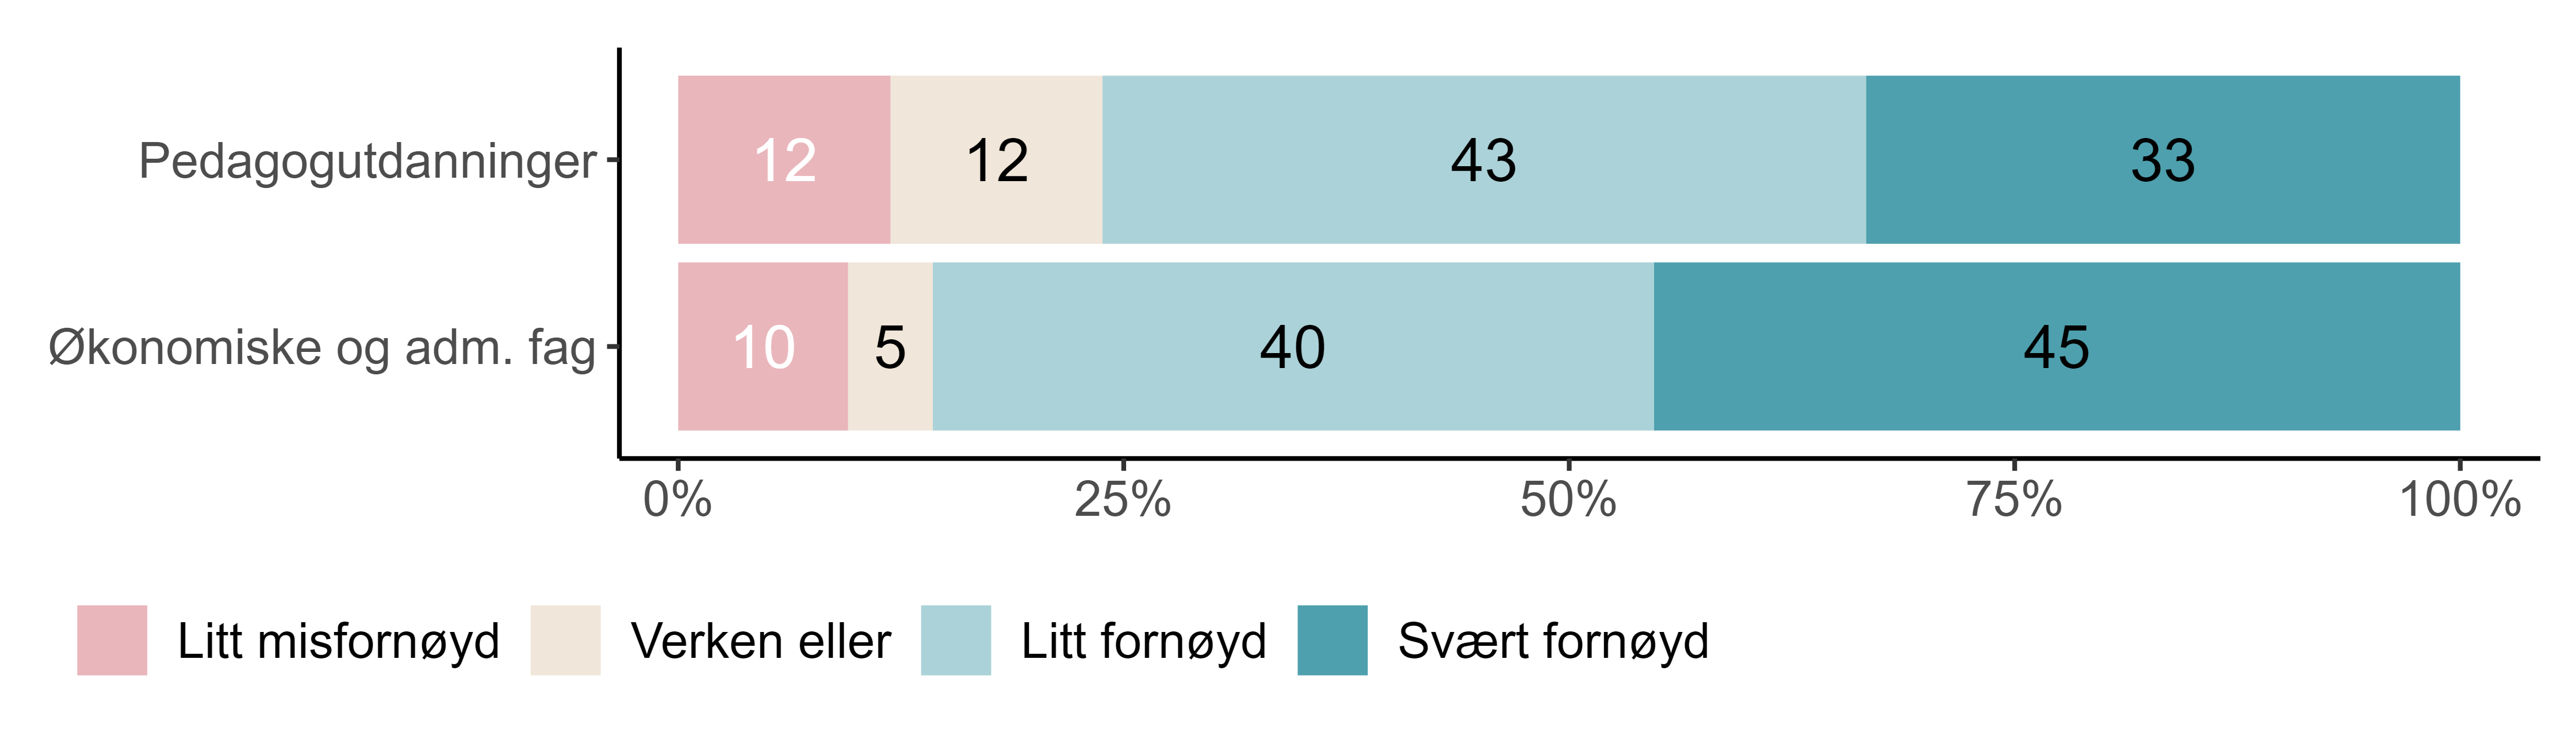 Pedagogutdanninger 12 12 43 33
Økonomiske og adm. fag 10 5 40 45
0% 25% 50% 75% 100%
Litt misfornøyd Verken eller Litt fornøyd Svært fornøyd